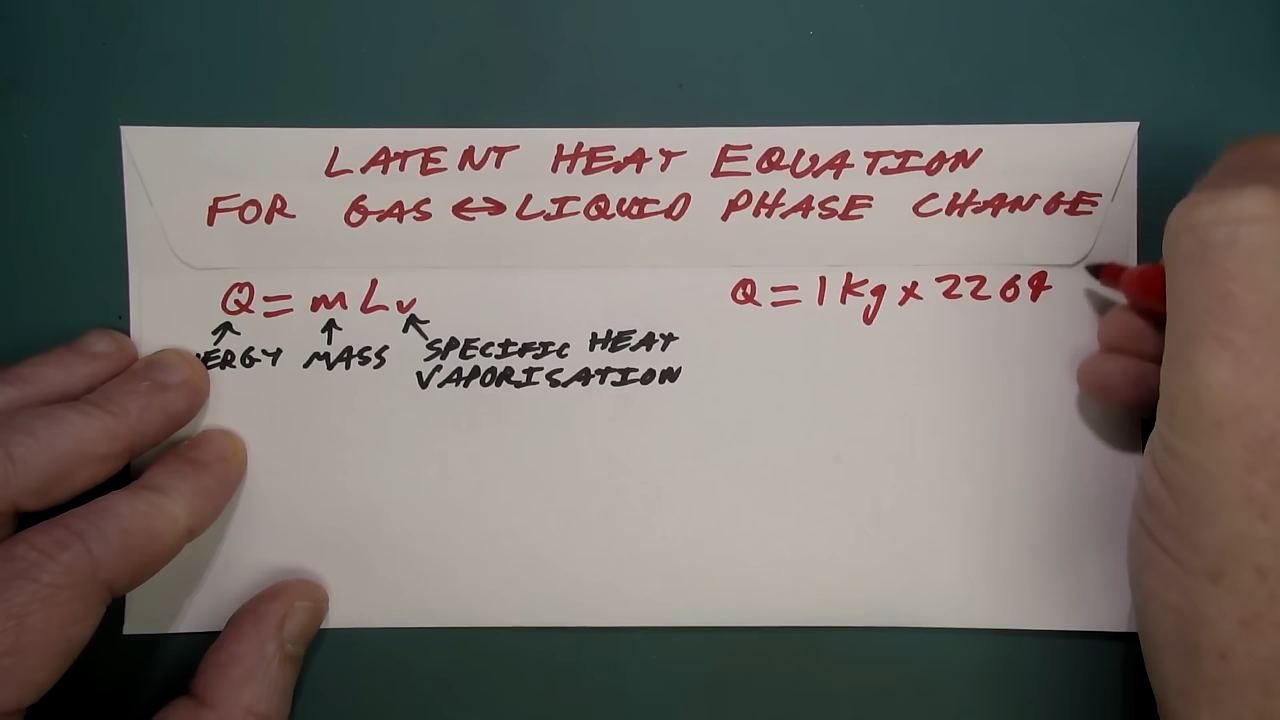 LATENT HEAT EQUATION
FOR GAS ↔ LIQUID PHASE CHANGE
Q = m Lv
Q = 1 Kg x 2264
ERGY MASS SPECIFIC HEAT
VAPORISATION